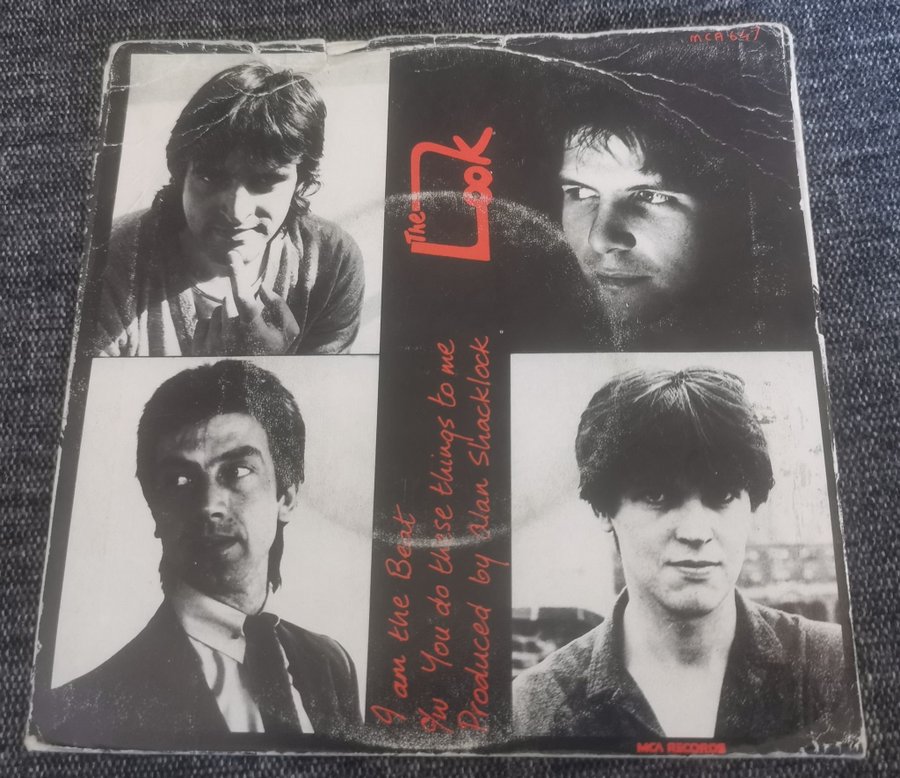 MCA 647
The Look
I am the Beat
F/W You do these things to me
Produced by alan Shacklock
MCA RECORDS